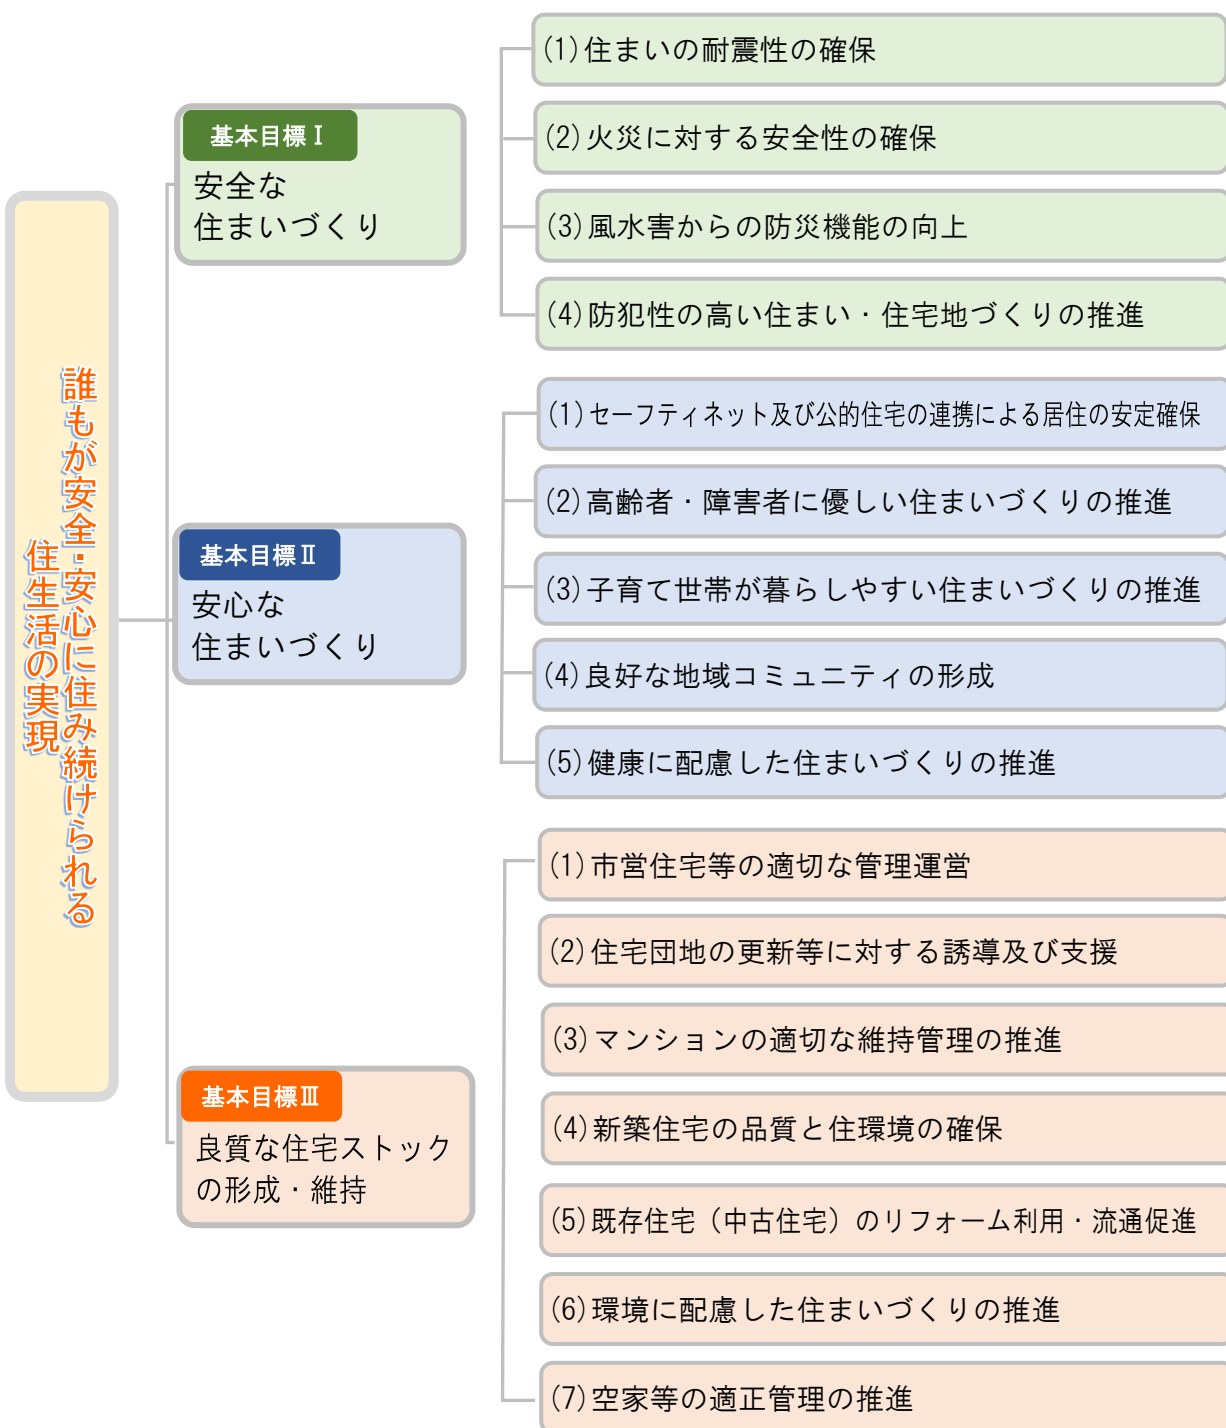 誰もが安全・安心に住み続けられる
住生活の実現
基本目標Ⅰ
安全な
住まいづくり
(1)住まいの耐震性の確保
(2)火災に対する安全性の確保
(3)風水害からの防災機能の向上
(4)防犯性の高い住まい・住宅地づくりの推進
基本目標Ⅱ
安心な
住まいづくり
(1)セーフティネット及び公的住宅の連携による居住の安定確保
(2)高齢者・障害者に優しい住まいづくりの推進
(3)子育て世帯が暮らしやすい住まいづくりの推進
(4)良好な地域コミュニティの形成
(5)健康に配慮した住まいづくりの推進
基本目標Ⅲ
良質な住宅ストック
の形成・維持
(1)市営住宅等の適切な管理運営
(2)住宅団地の更新等に対する誘導及び支援
(3)マンションの適切な維持管理の推進
(4)新築住宅の品質と住環境の確保
(5)既存住宅（中古住宅）のリフォーム利用・流通促進
(6)環境に配慮した住まいづくりの推進
(7)空家等の適正管理の推進